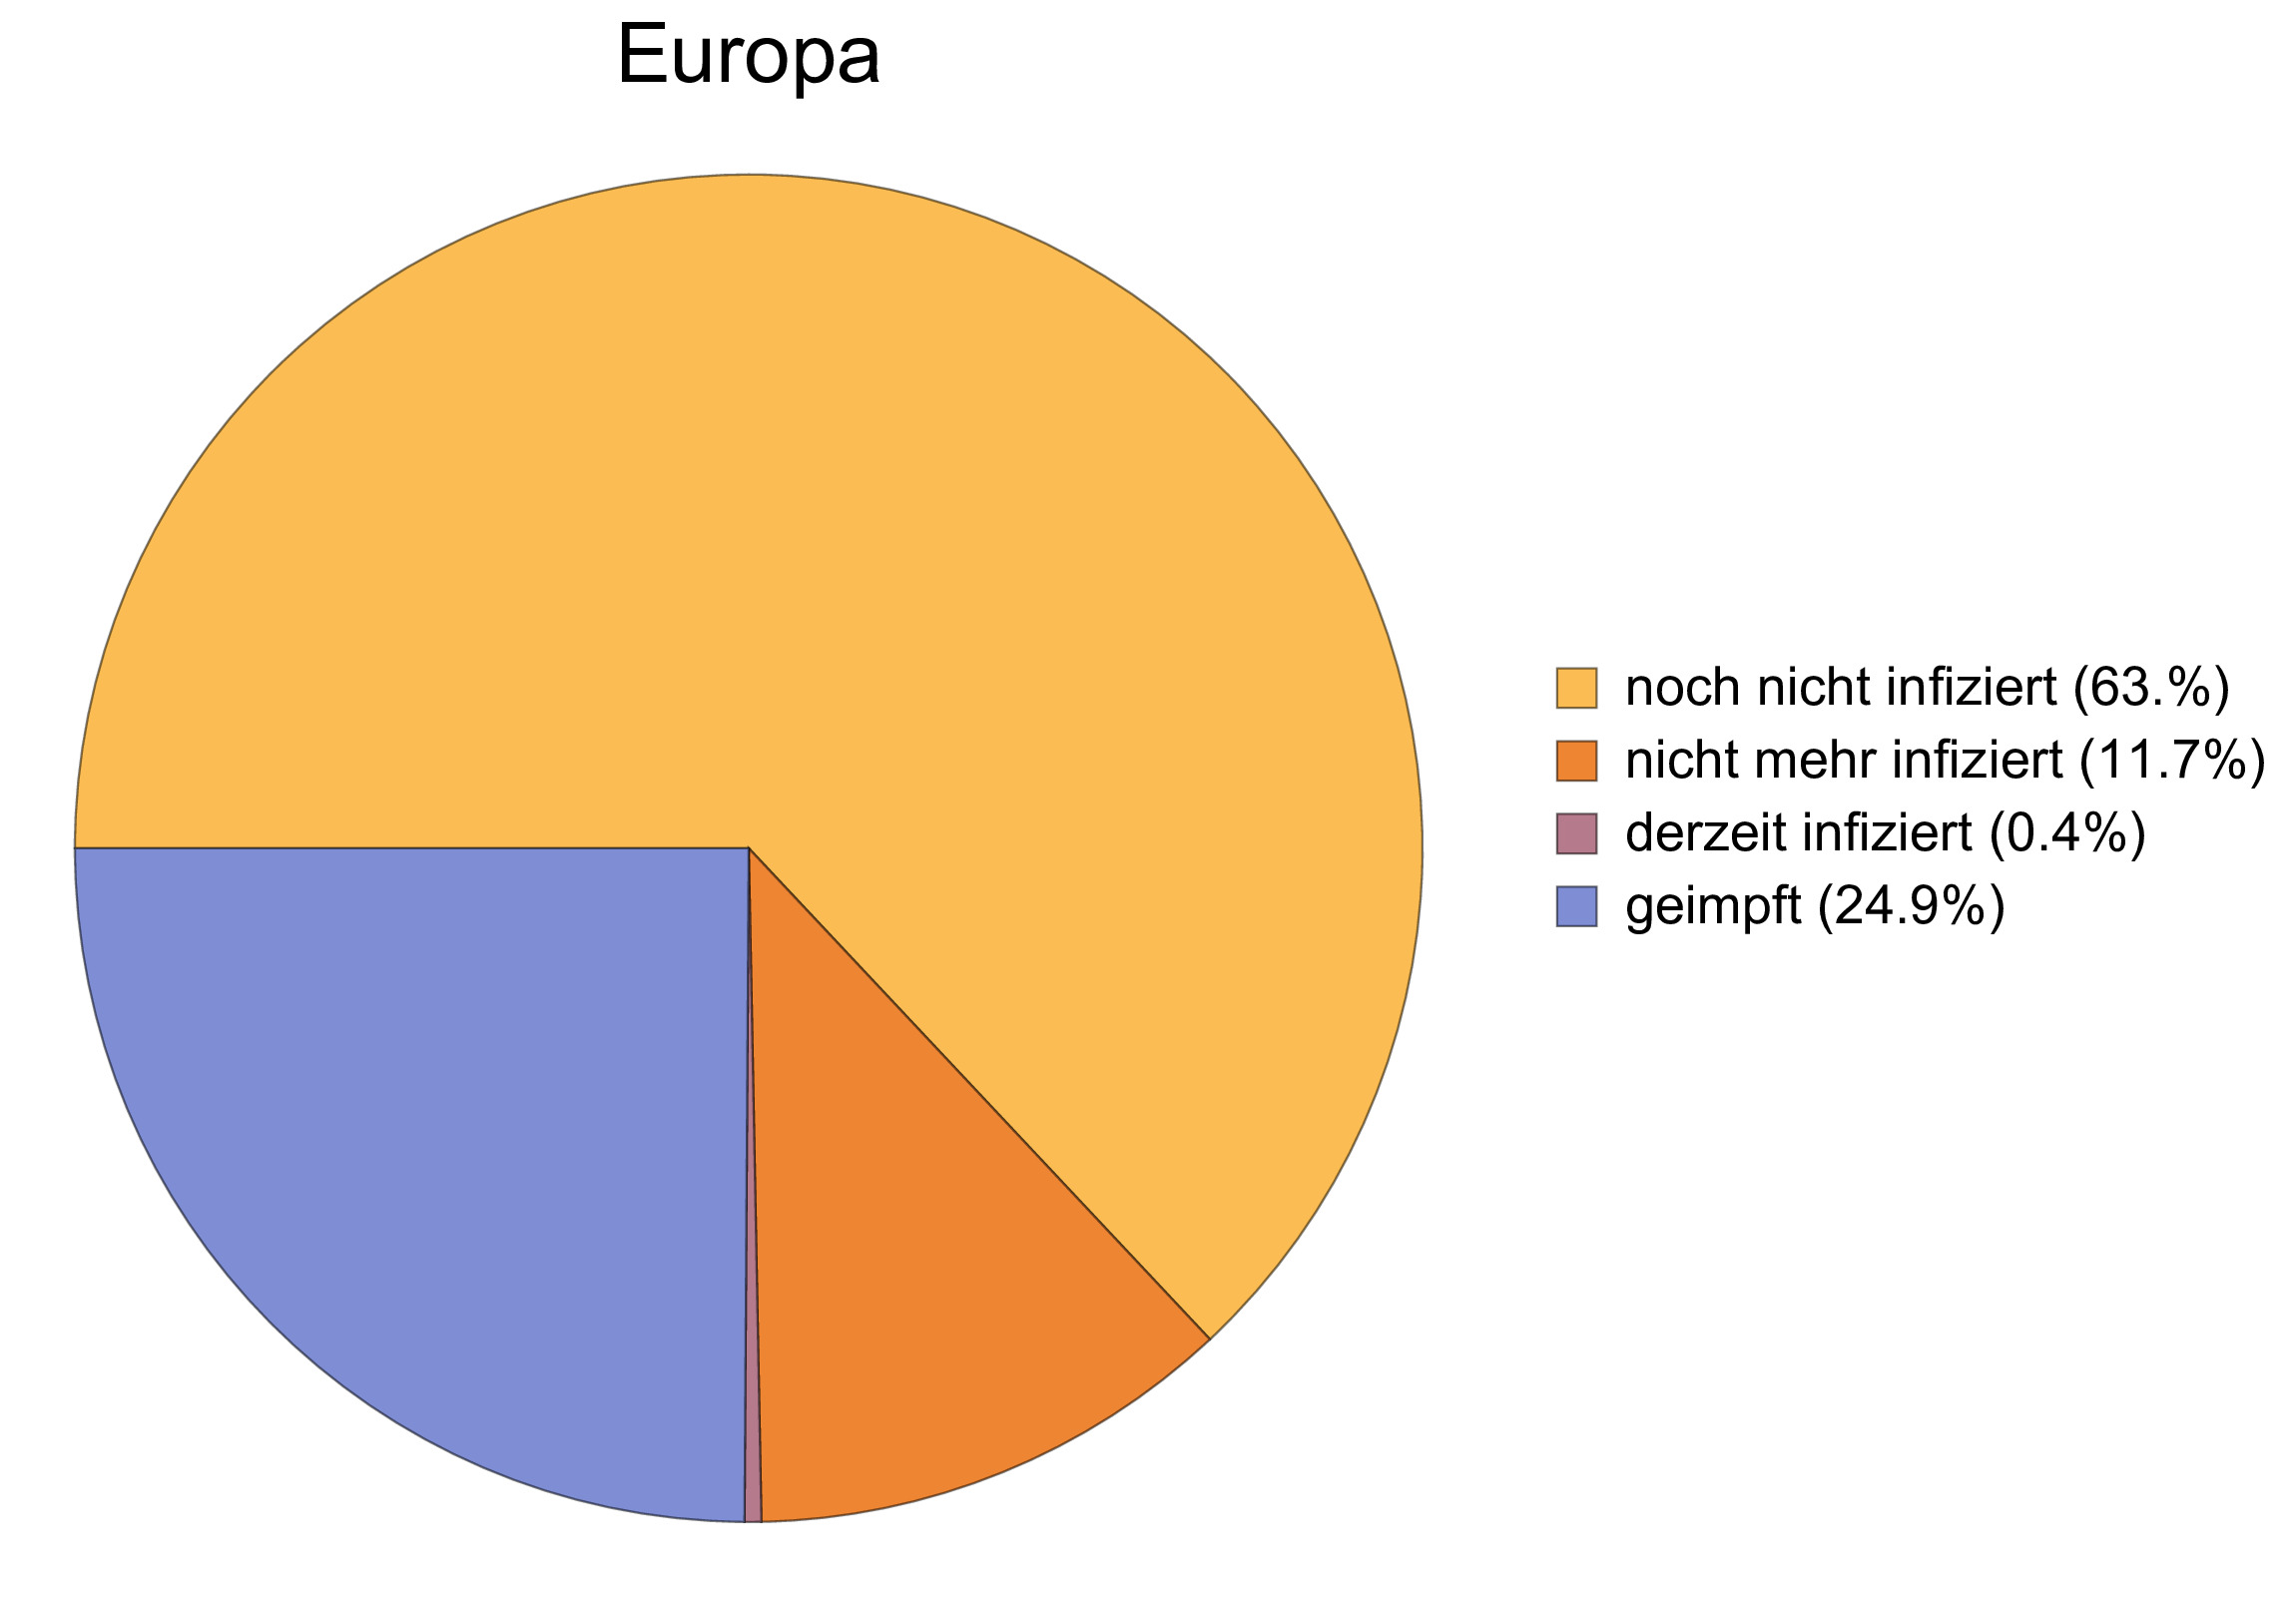 Europa
noch nicht infiziert (63.%)
nicht mehr infiziert (11.7%)
derzeit infiziert (0.4%)
geimpft (24.9%)